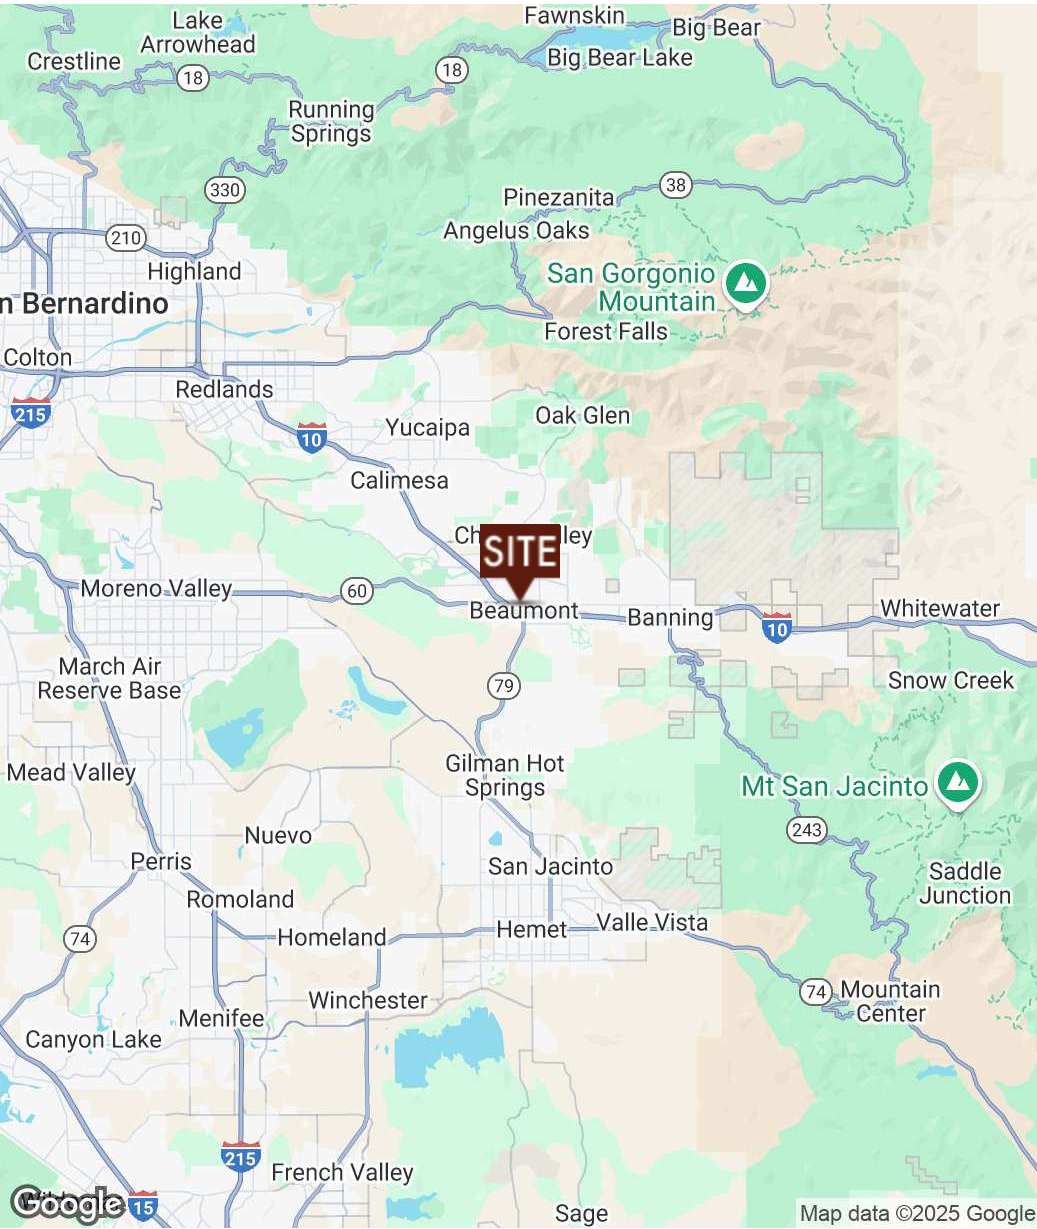 Lake
Arrowhead
Fawnskin
Big Bear
Crestline
Big Bear Lake
18
18
Running
Springs
330
38
Pinezanita
Angelus Oaks
210
Highland
San Gorgonio
Mountain
n Bernardino
Forest Falls
Colton
Redlands
215
Oak Glen
Yucaipa
10
Calimesa
SITE
Moreno Valley
60
Beaumont
Banning
Whitewater
10
March Air
Reserve Base
79
Snow Creek
Gilman Hot
Springs
Mead Valley
Mt San Jacinto
243
Nuevo
Perris
San Jacinto
Saddle
Junction
Romoland
74
Homeland
Hemet
Valle Vista
Winchester
74
Mountain
Center
Menifee
Canyon Lake
215
French Valley
Google
15
Sage
Map data ©2025 Google